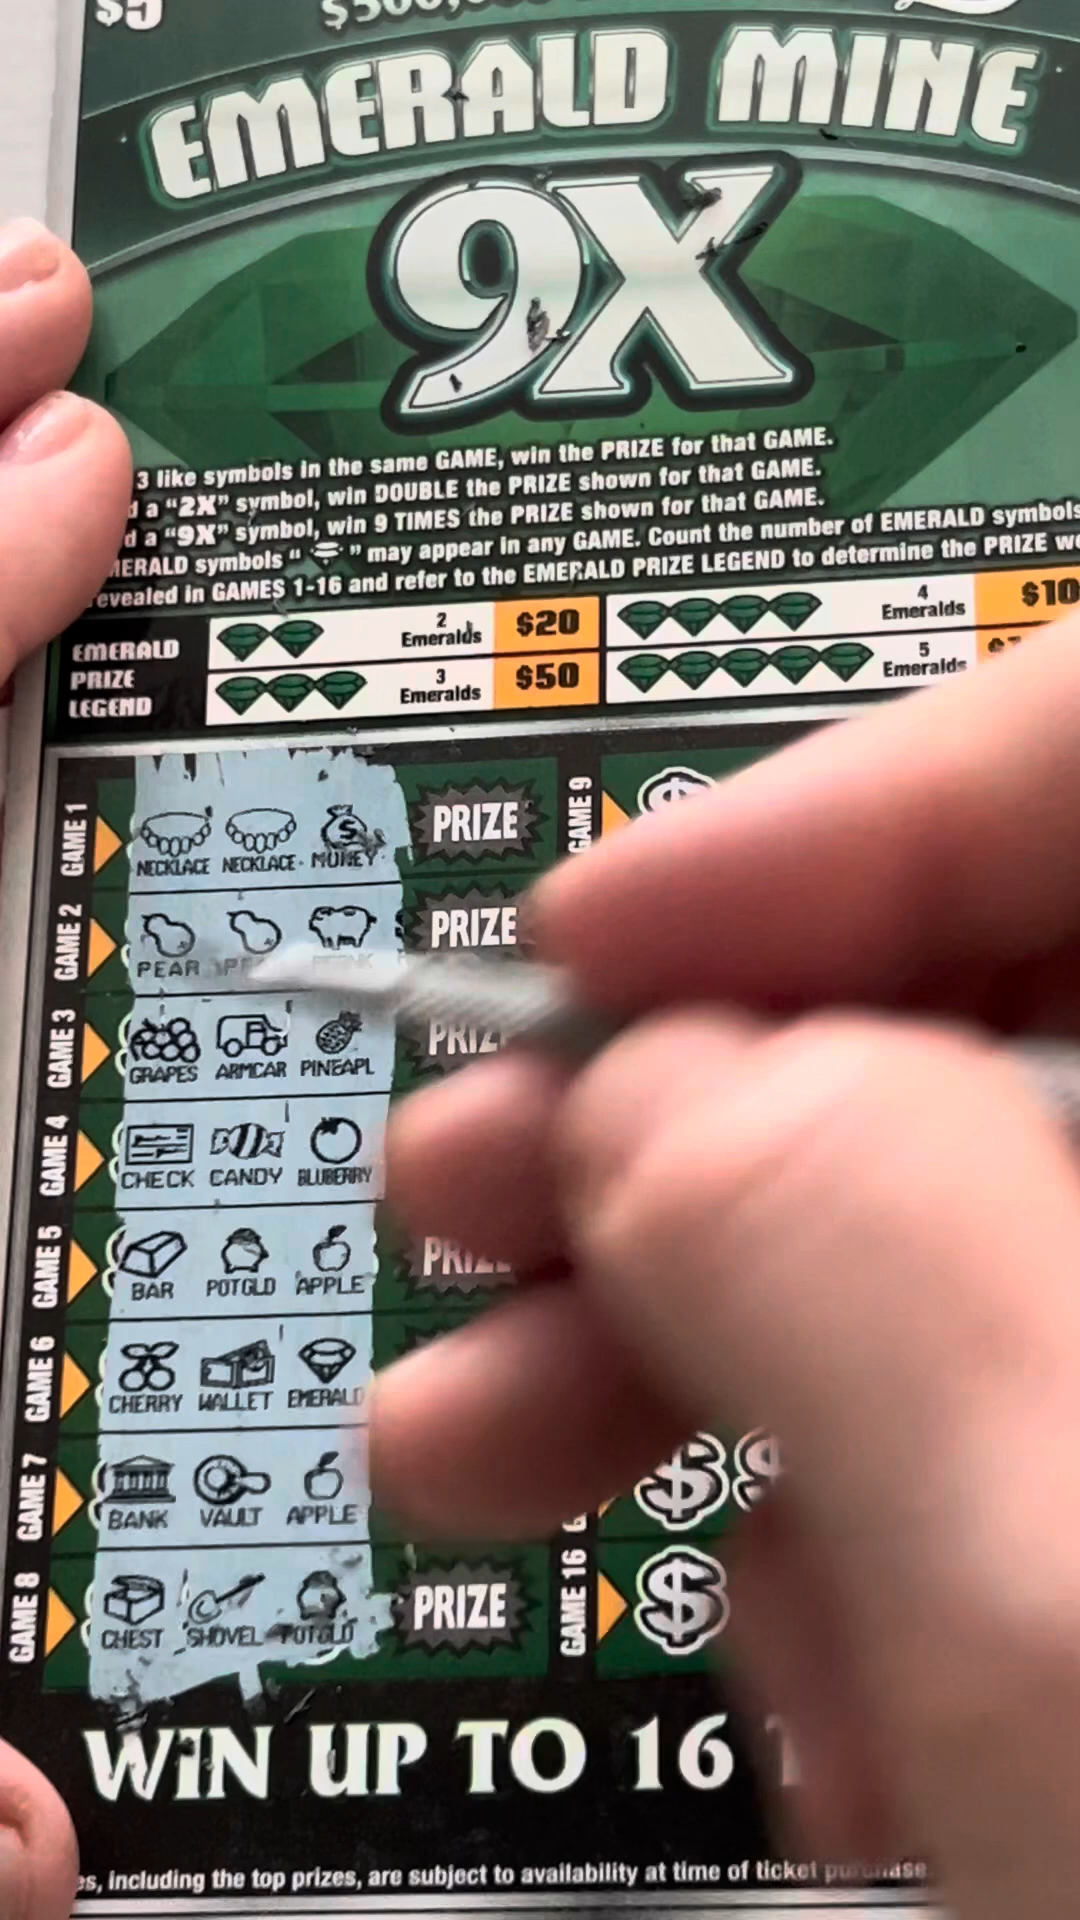 $5
EMERALD MINE
9X
3 like symbols in the same GAME, win the PRIZE for that GAME.
a "2X" symbol, win DOUBLE the PRIZE shown for that GAME.
a "9X" symbol, win 9 TIMES the PRIZE shown for that GAME.
symbols " " may appear in any GAME. Count the number of EMERALD symbols
revealed in GAMES 1-16 and refer to the EMERALD PRIZE LEGEND to determine the PRIZE
EMERALD PRIZE LEGEND
2 Emeralds $20
4 Emeralds $10
3 Emeralds $50
5 Emeralds
GAME 1 NECKLACE NECKLACE MONEY PRIZE
GAME 9
GAME 2 PEAR PRIZE
GAME 3 GRAPES ARMCAR PINEAPL
GAME 4 CHECK CANDY BLUBERRY
GAME 5 BAR POTGLD APPLE
GAME 6 CHERRY WALLET EMERALD
GAME 7 BANK VAULT APPLE
GAME 8 CHEST SHOVEL POTGLD PRIZE
GAME 16
WIN UP TO 16
including the top prizes, are subject to availability at time of ticket purchase